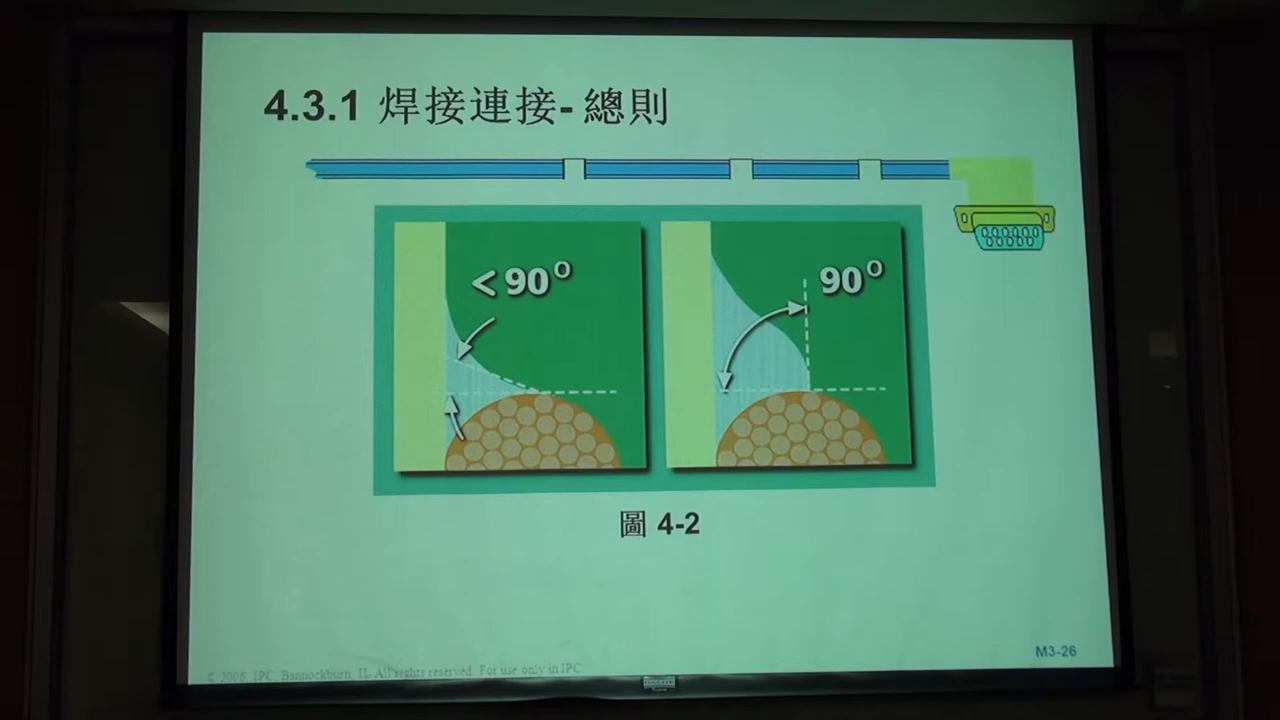 4.3.1 焊接連接- 總則
<90°
90°
圖 4-2
M3-26
© 2006, IPC, Bannockburn, IL All rights reserved. For use only in IPC